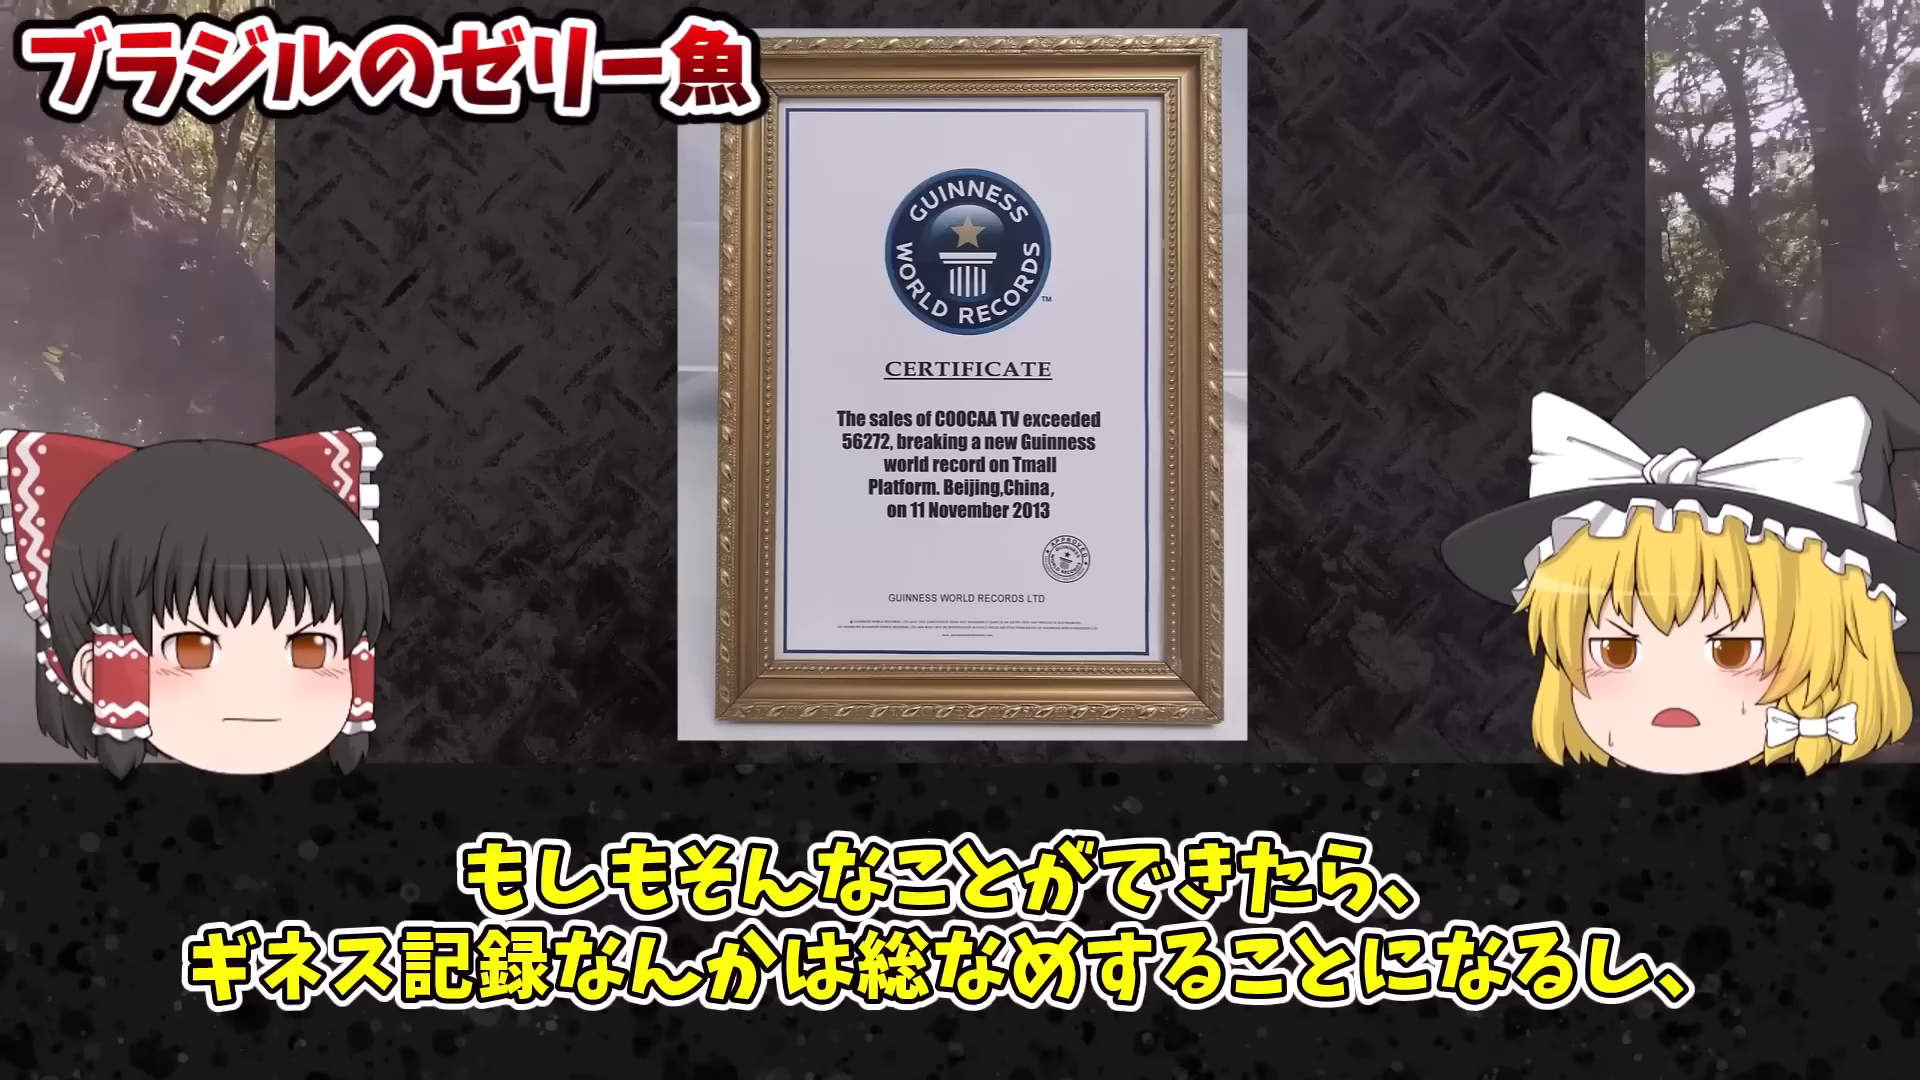 ブラジルのゼリー魚
GUINNESS
WORLD RECORDS
TM
CERTIFICATE
The sales of COOCAA TV exceeded
56272, breaking a new Guinness
world record on Tmall
Platform. Beijing,China,
on 11 November 2013
APPROVED
GUINNESS WORLD RECORDS LTD
もしもそんなことができたら、
ギネス記録なんかは総なめすることになるし、